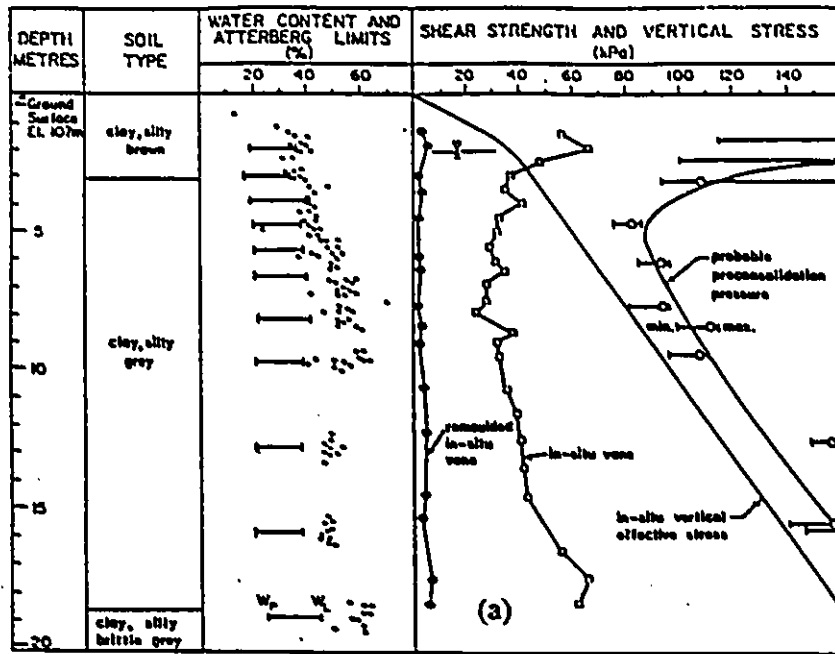 DEPTH METRES
SOIL TYPE
WATER CONTENT AND ATTERBERG LIMITS (%)
SHEAR STRENGTH AND VERTICAL STRESS (kPa)
20 40 60 80
20 40 60 80 100 140
Ground Surface El. 107m
clay, silty brown
5
probable preconsolidation pressure
min. max.
clay, silty grey
10
remoulded in-situ vane
in-situ vane
15
in-situ vertical effective stress
Wp
(a)
clay, silty brittle grey
20